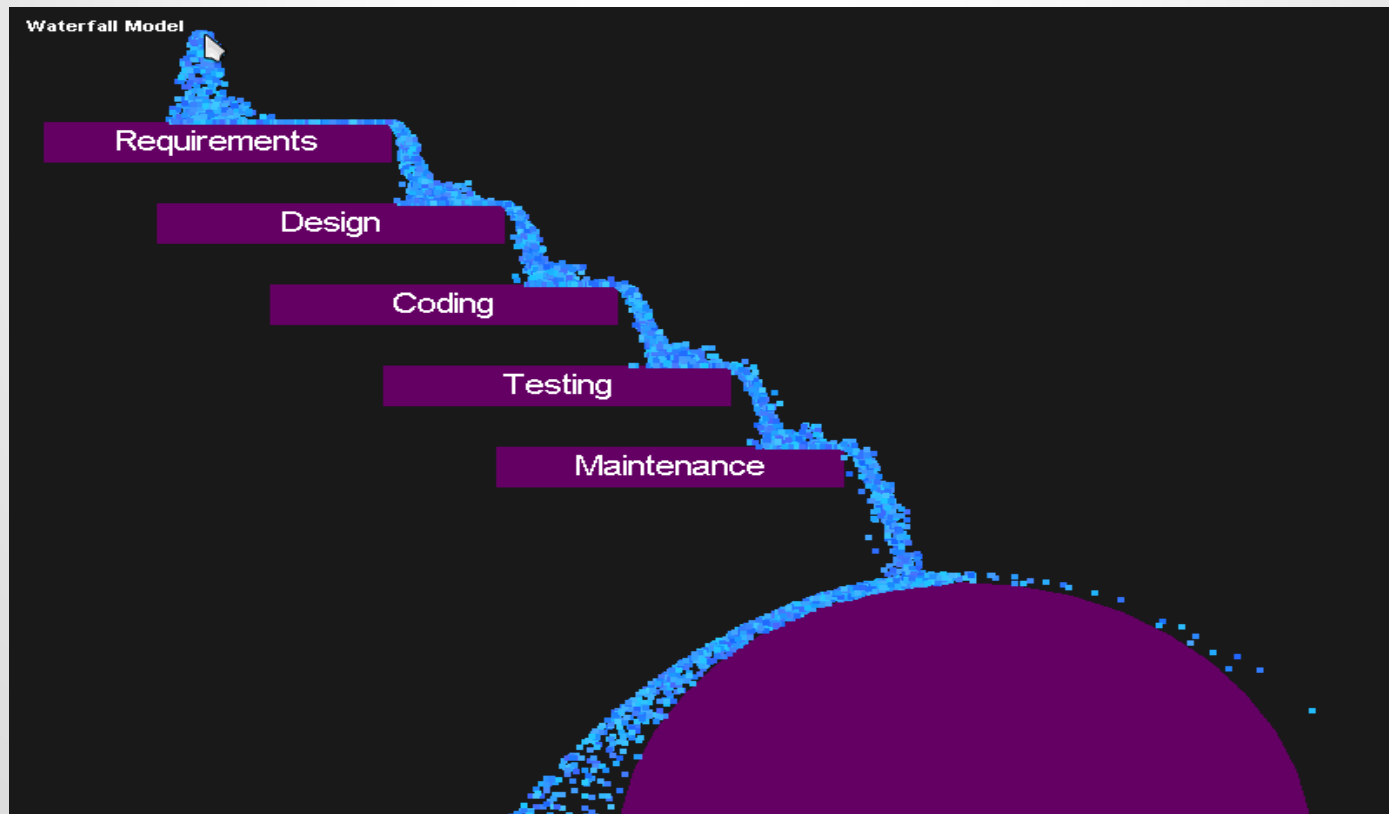 Waterfall Model
Requirements
Design
Coding
Testing
Maintenance